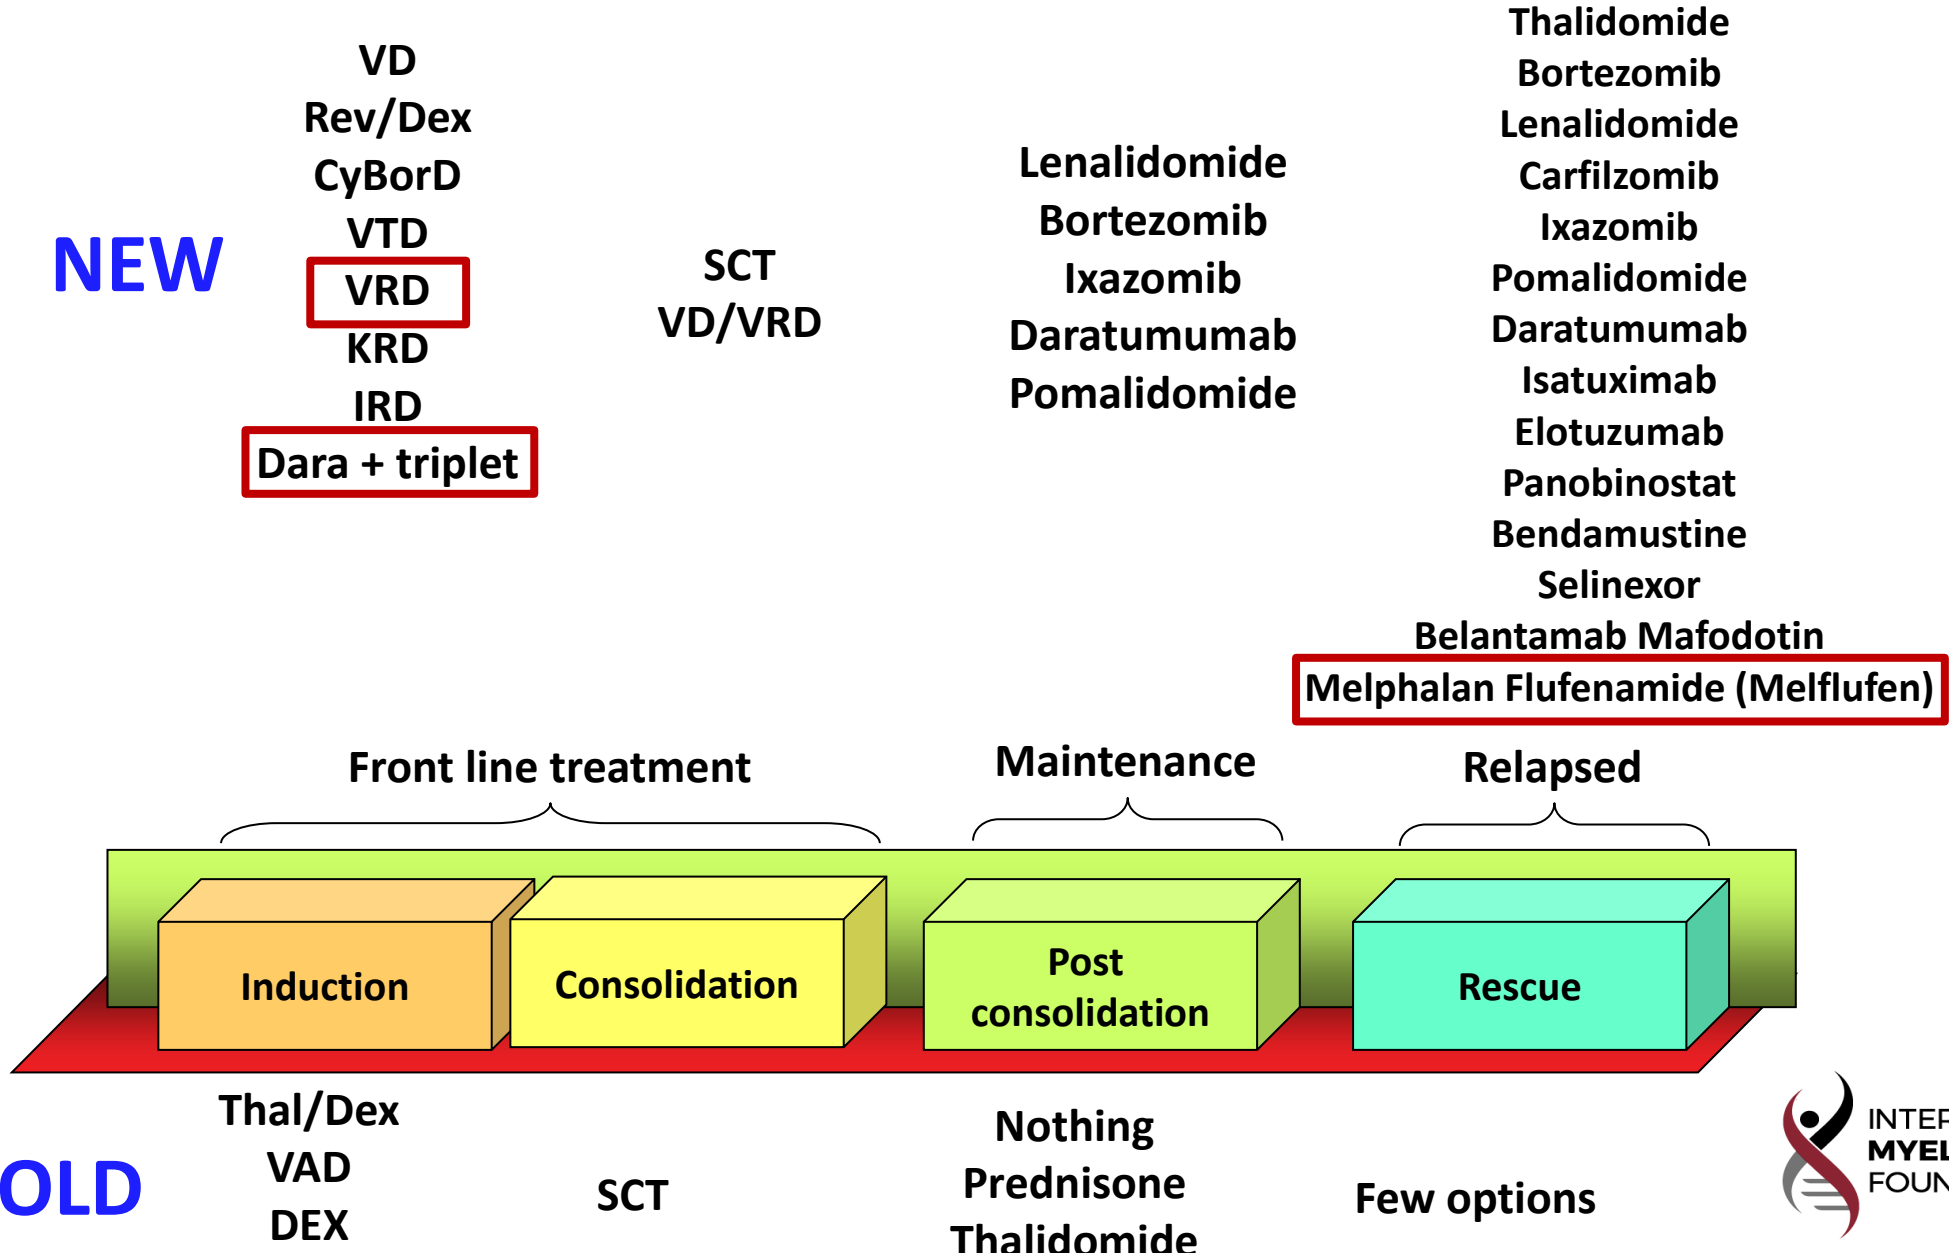 NEW
VD
Rev/Dex
CyBorD
VTD
VRD
KRD
IRD
Dara + triplet
SCT
VD/VRD
Lenalidomide
Bortezomib
Ixazomib
Daratumumab
Pomalidomide
Thalidomide
Bortezomib
Lenalidomide
Carfilzomib
Ixazomib
Pomalidomide
Daratumumab
Isatuximab
Elotuzumab
Panobinostat
Bendamustine
Selinexor
Belantamab Mafodotin
Melphalan Flufenamide (Melflufen)
Front line treatment
Maintenance
Relapsed
Induction
Consolidation
Post
consolidation
Rescue
OLD
Thal/Dex
VAD
DEX
SCT
Nothing
Prednisone
Thalidomide
Few options
INTER
MYEL
FOUN